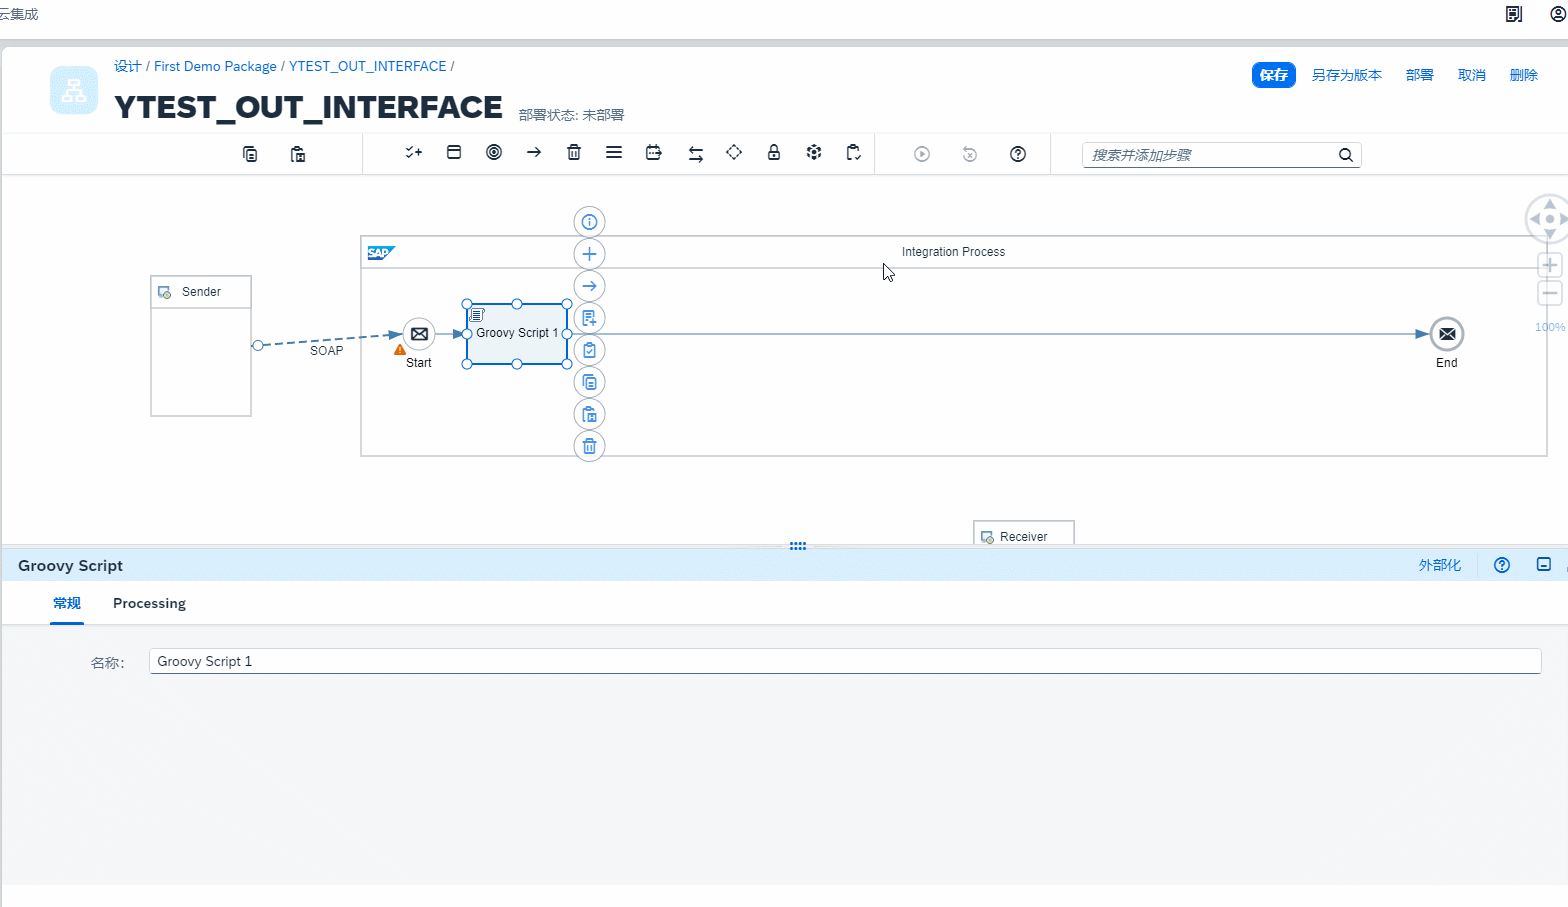 云集成
设计 / First Demo Package / YTEST_OUT_INTERFACE /
YTEST_OUT_INTERFACE
部署状态: 未部署
保存
另存为版本
部署
取消
删除
搜索并添加步骤
SAP
Integration Process
Sender
SOAP
Start
Groovy Script 1
End
100%
Receiver
Groovy Script
外部化
常规
Processing
名称:
Groovy Script 1